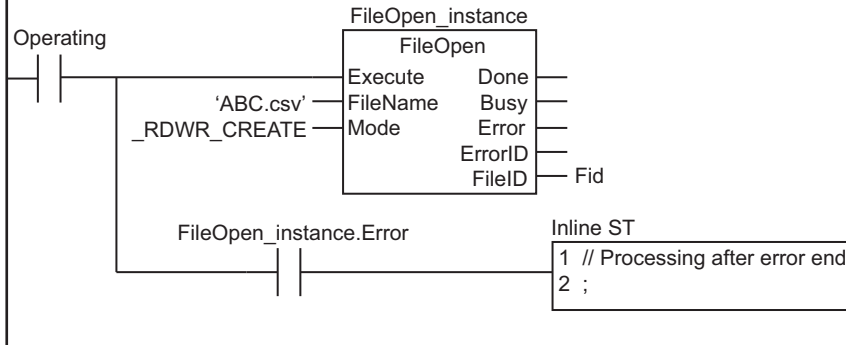 FileOpen_instance
Operating
FileOpen
Execute Done
‘ABC.csv’ FileName Busy
_RDWR_CREATE Mode Error
ErrorID
FileID Fid
FileOpen_instance.Error
Inline ST
1 // Processing after error end
2 ;